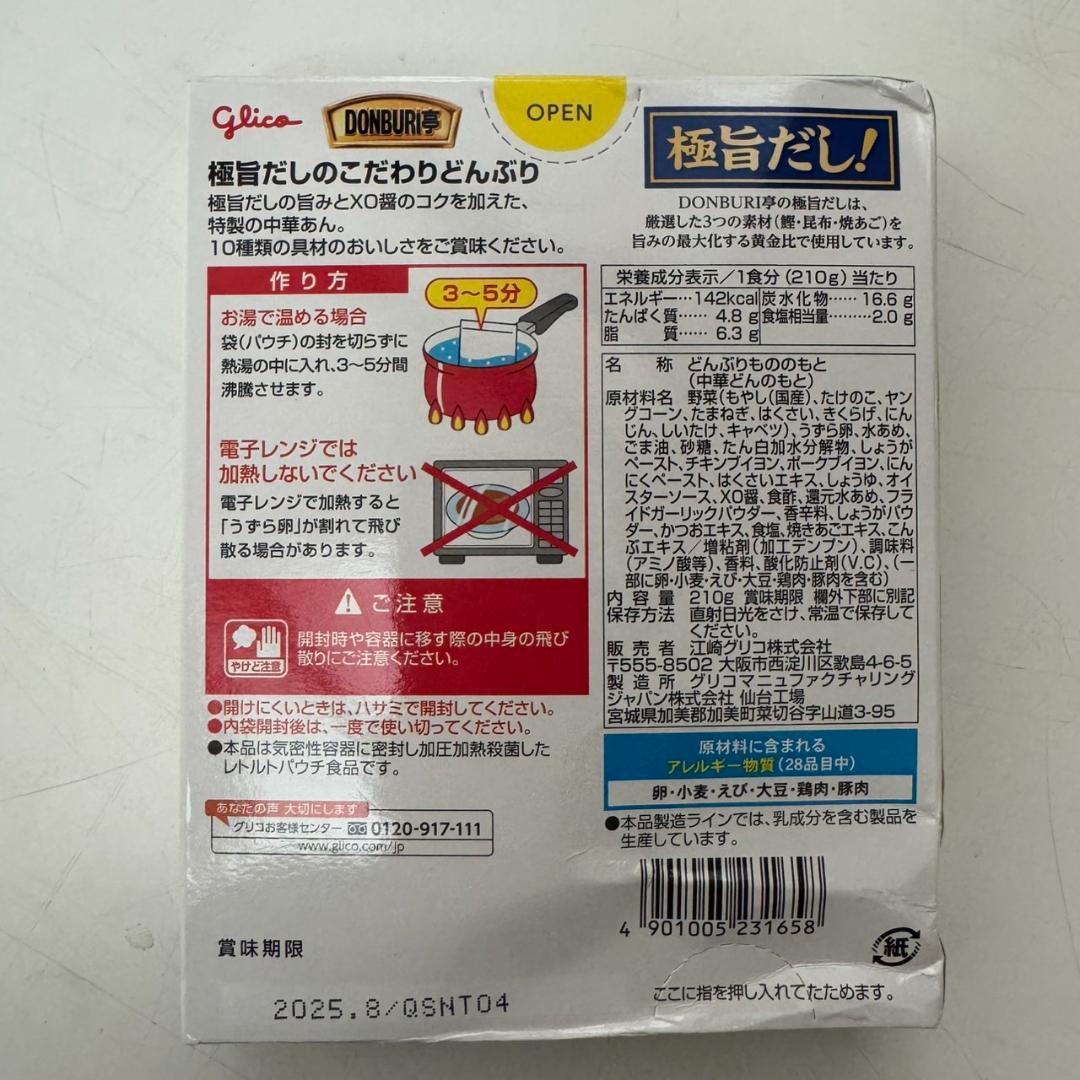 Glico
DONBURI亭
OPEN
極旨だし!
極旨だしのこだわりどんぶり
極旨だしの旨みとXO醤のコクを加えた、
特製の中華あん。
10種類の具材のおいしさをご賞味ください。
DONBURI亭の極旨だしは、
厳選した3つの素材(鰹・昆布・焼あご)を
旨みの最大化する黄金比で使用しています。
作り方
お湯で温める場合
袋(パウチ)の封を切らずに
熱湯の中に入れ、3〜5分間
沸騰させます。
3〜5分
電子レンジでは
加熱しないでください
電子レンジで加熱すると
「うずら卵」が割れて飛び
散る場合があります。
ご注意
やけど注意
開封時や容器に移す際の中身の飛び
散りにご注意ください。
●開けにくいときは、ハサミで開封してください。
●内袋開封後は、一度で使い切ってください。
●本品は気密性容器に密封し加圧加熱殺菌した
レトルトパウチ食品です。
あなたの声 大切にします
グリコお客様センター 0120-917-111
www.glico.com/jp
賞味期限
2025.8/QSNT04
栄養成分表示/1食分(210g)当たり
エネルギー…142kcal 炭水化物…… 16.6g
たんぱく質…… 4.8g 食塩相当量………2.0g
脂 質…… 6.3g
名 称 どんぶりもののもと
(中華どんのもと)
原材料名 野菜(もやし(国産)、たけのこ、ヤン
グコーン、たまねぎ、はくさい、きくらげ、にん
じん、しいたけ、キャベツ)、うずら卵、水あめ、
ごま油、砂糖、たん白加水分解物、しょうが
ペースト、チキンブイヨン、ポークブイヨン、にん
にくペースト、はくさいエキス、しょうゆ、オイ
スターソース、XO醤、食酢、還元水あめ、フラ
イドガーリックパウダー、香辛料、しょうがパウ
ダー、かつおエキス、食塩、焼きあごエキス、こん
ぶエキス/増粘剤(加工デンプン)、調味料
(アミノ酸等)、香料、酸化防止剤(V.C)、(一
部に卵・小麦・えび・大豆・鶏肉・豚肉を含む)
内容量 210g 賞味期限 欄外下部に別記
保存方法 直射日光をさけ、常温で保存して
ください。
販売者 江崎グリコ株式会社
〒555-8502 大阪市西淀川区歌島4-6-5
製造所 グリコマニュファクチャリング
ジャパン株式会社 仙台工場
宮城県加美郡加美町菜切谷字山道3-95
原材料に含まれる
アレルギー物質(28品目中)
卵・小麦・えび・大豆・鶏肉・豚肉
●本品製造ラインでは、乳成分を含む製品を
生産しています。
4 901005 231658
紙
ここに指を押し入れてたためます。